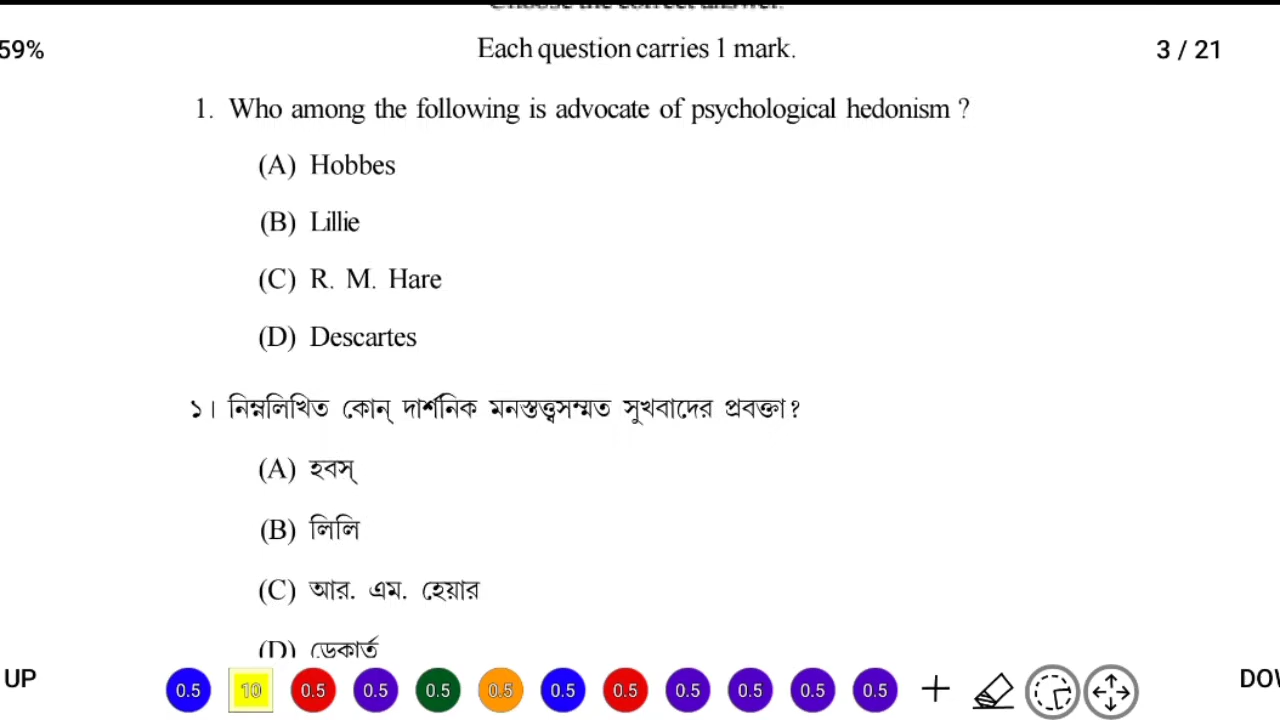 59%
Each question carries 1 mark.
3 / 21
1. Who among the following is advocate of psychological hedonism ?
(A) Hobbes
(B) Lillie
(C) R. M. Hare
(D) Descartes
১। নিম্নলিখিত কোন্ দার্শনিক মনস্তত্ত্বসম্মত সুখবাদের প্রবক্তা?
(A) হবস্
(B) লিলি
(C) আর. এম. হেয়ার
(D) ডেকার্ত
UP
0.5 10 0.5 0.5 0.5 0.5 0.5 0.5 0.5 0.5 0.5 0.5